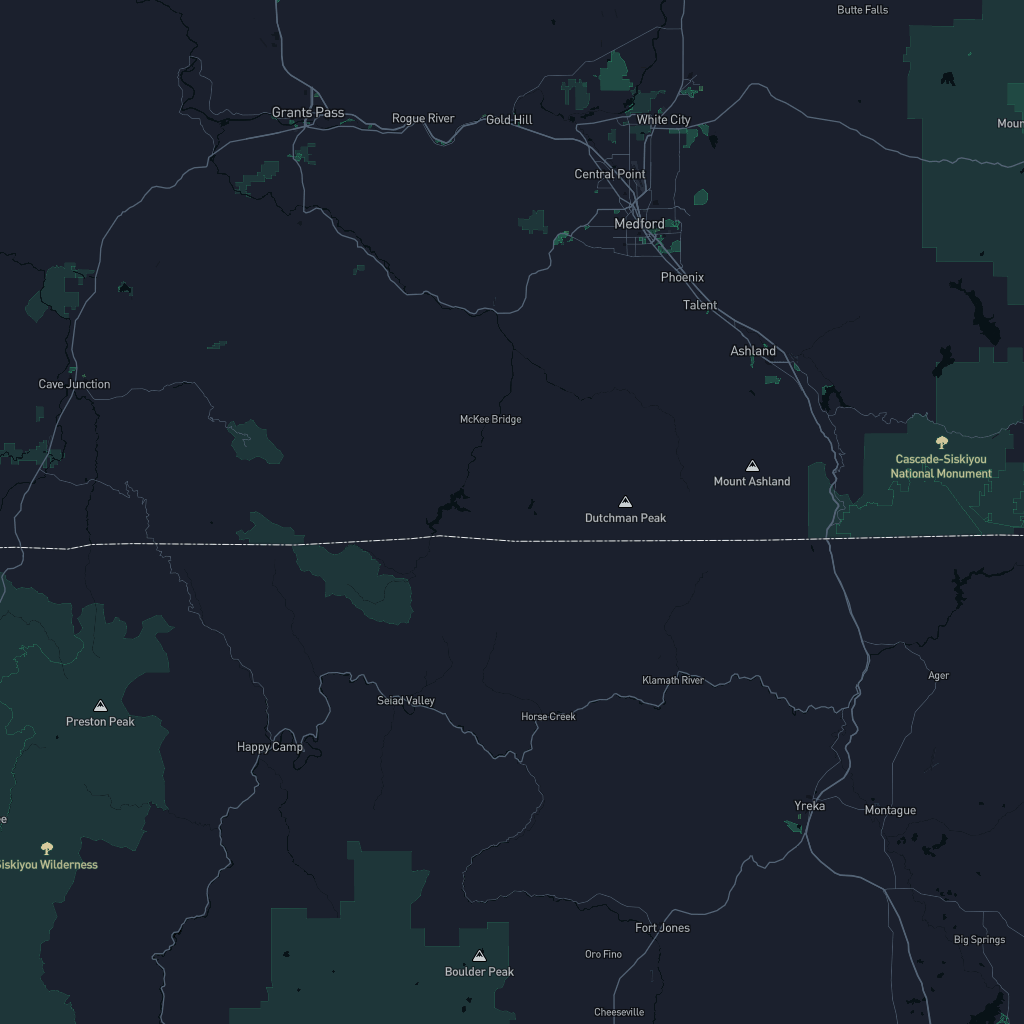 Butte Falls
Grants Pass
Rogue River
Gold Hill
White City
Moun
Central Point
Medford
Phoenix
Talent
Ashland
Cave Junction
McKee Bridge
Cascade-Siskiyou
National Monument
Mount Ashland
Dutchman Peak
Ager
Klamath River
Seiad Valley
Horse Creek
Preston Peak
Happy Camp
Yreka
Montague
ee
Siskiyou Wilderness
Fort Jones
Big Springs
Oro Fino
Boulder Peak
Cheeseville